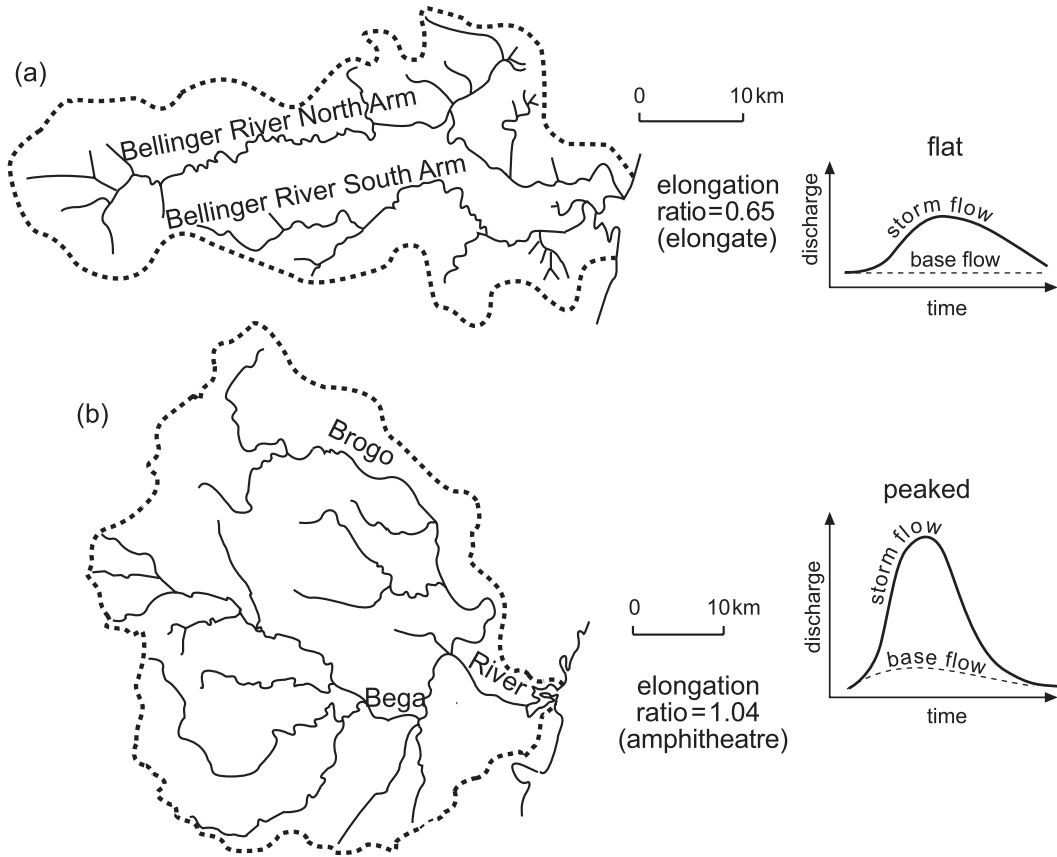 (a)
Bellinger River North Arm
Bellinger River South Arm
0 10 km
elongation
ratio=0.65
(elongate)
flat
discharge
storm flow
base flow
time
(b)
Brogo
Bega
River
0 10 km
elongation
ratio=1.04
(amphitheatre)
peaked
discharge
storm flow
base flow
time